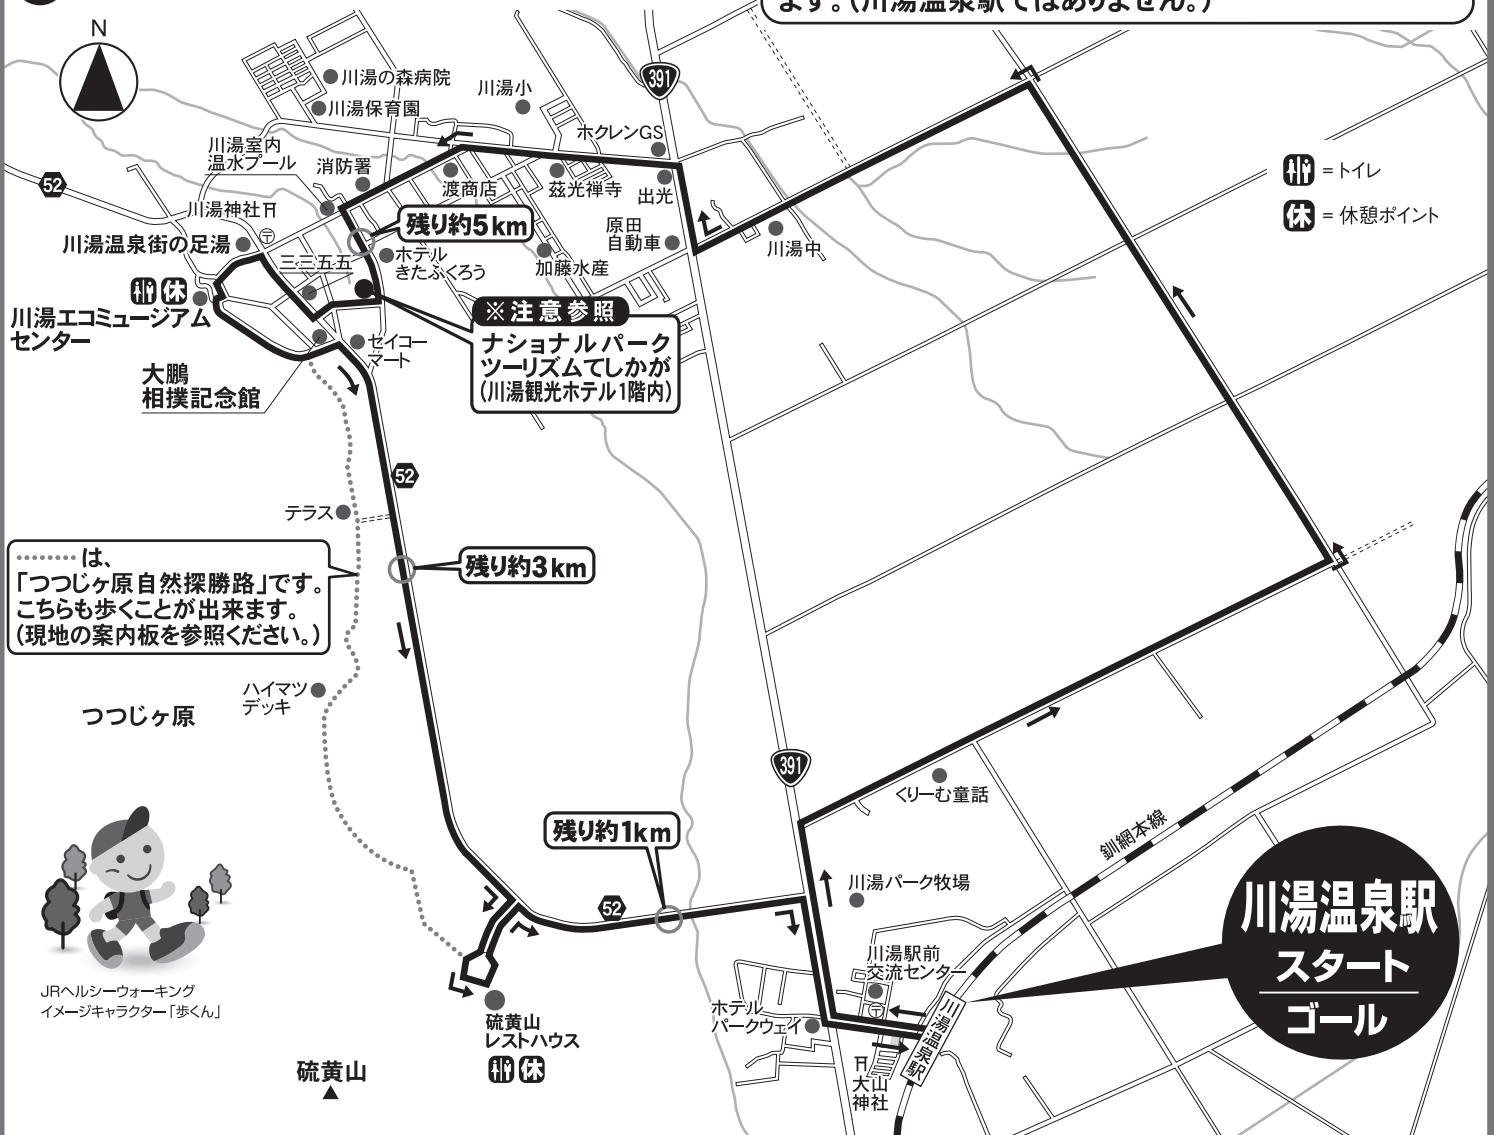 ます。(川湯温泉駅ではありません。)
N
川湯の森病院
川湯保育園
川湯小
391
ホクレンGS
川湯室内
温水プール
消防署
渡商店
茲光禅寺
出光
52
川湯神社
残り約5km
原田
自動車
川湯中
= トイレ
休 = 休憩ポイント
川湯温泉街の足湯
〒
三三五五
ホテル
きたふくろう
加藤水産
休
川湯エコミュージアム
センター
※注意参照
ナショナルパーク
ツーリズムてしかが
(川湯観光ホテル1階内)
セイコー
マート
大鵬
相撲記念館
52
テラス
残り約3km
‥‥‥‥は、
「つつじヶ原自然探勝路」です。
こちらも歩くことが出来ます。
(現地の案内板を参照ください。)
ハイマツ
デッキ
つつじヶ原
391
くりーむ童話
釧網本線
残り約1km
52
川湯パーク牧場
川湯温泉駅
スタート
ゴール
川湯駅前
交流センター
〒
ホテル
パークウェイ
川湯温泉駅
大山
神社
JRヘルシーウォーキング
イメージキャラクター「歩くん」
硫黄山
レストハウス
休
硫黄山
▲